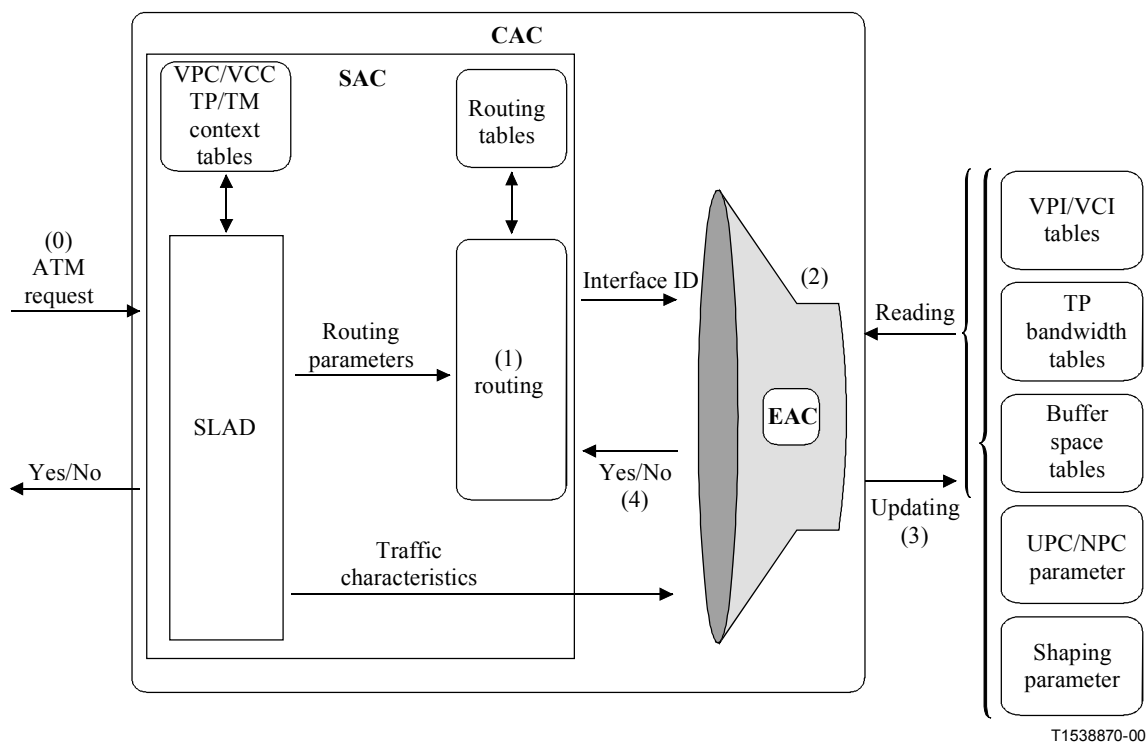 CAC
SAC
VPC/VCC
TP/TM
context
tables
Routing
tables
(0)
ATM
request
Yes/No
SLAD
Routing
parameters
(1)
routing
Traffic
characteristics
Interface ID
Yes/No
(4)
(2)
EAC
Reading
Updating
(3)
VPI/VCI
tables
TP
bandwidth
tables
Buffer
space
tables
UPC/NPC
parameter
Shaping
parameter
T1538870-00